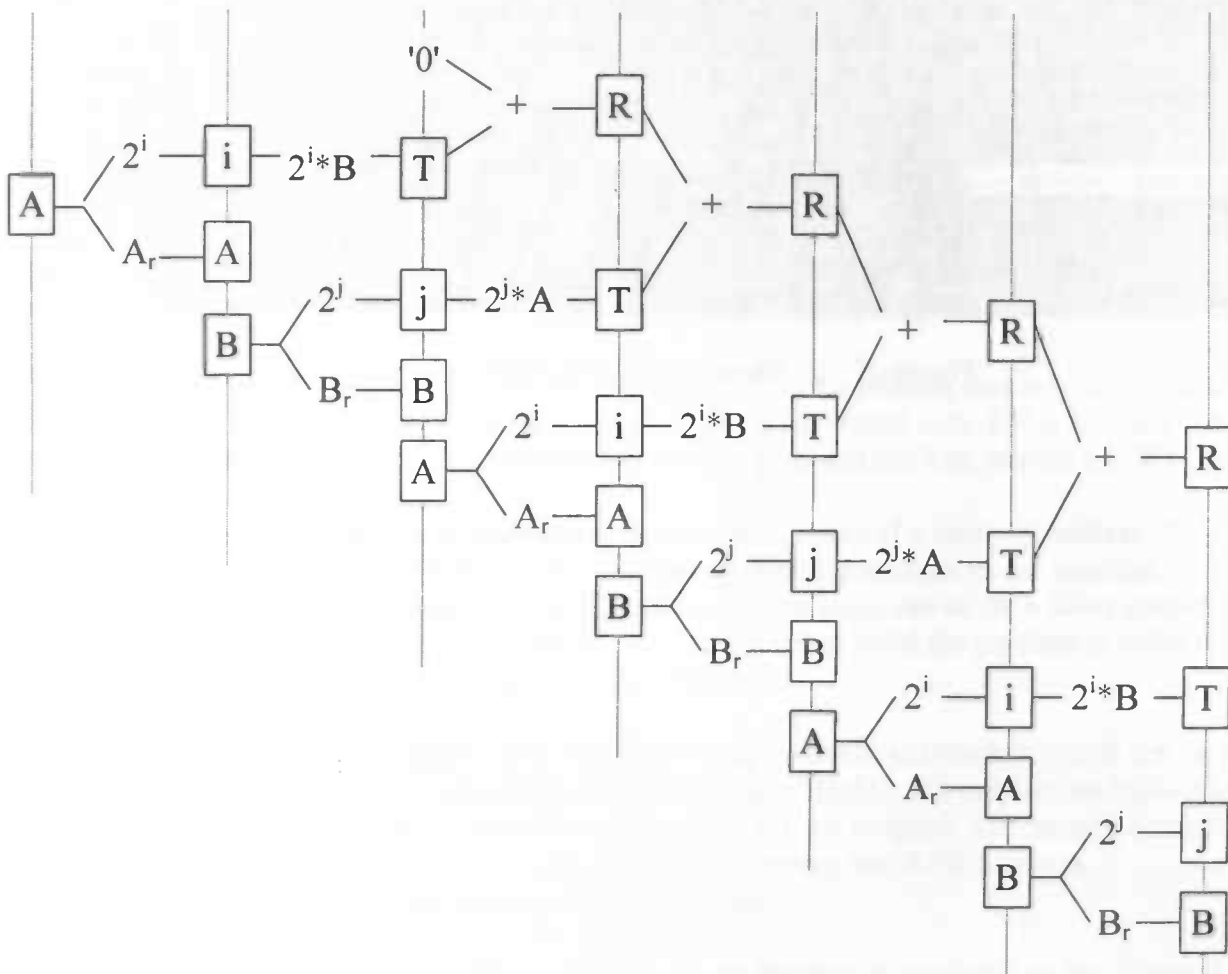 '0'
+ R
2^i i 2^i*B T
A R
+
A_r A
2^j j 2^j*A T
B R
+
B_r B
2^i i 2^i*B T
A + R
A_r A
2^j j 2^j*A T
B
B_r B
2^i i 2^i*B T
A
A_r A
2^j j
B
B_r B